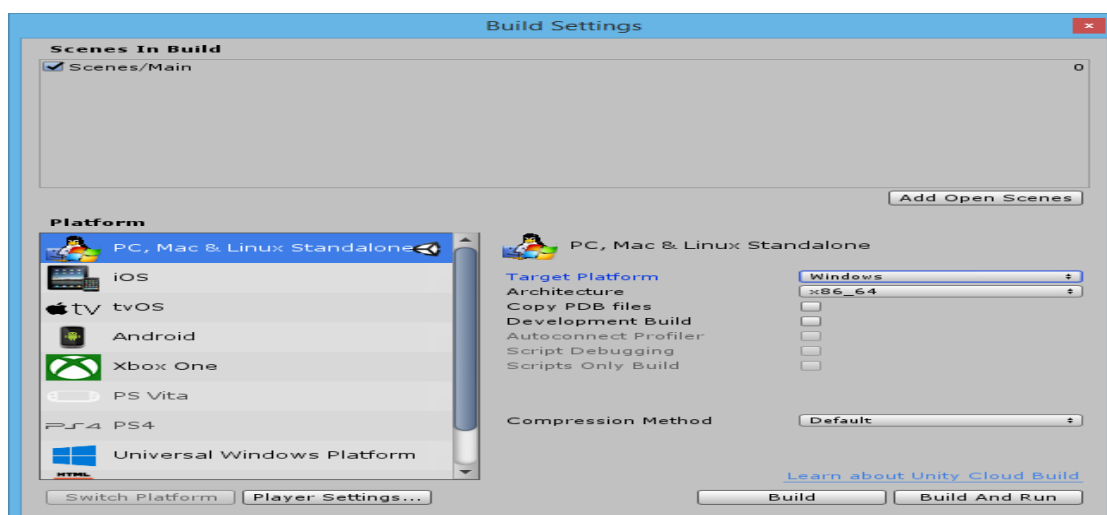 Build Settings
Scenes In Build
Scenes/Main 0
Add Open Scenes
Platform
PC, Mac & Linux Standalone
iOS
tv tvOS
Android
Xbox One
PS Vita
PS4 PS4
Universal Windows Platform
HTML
Switch Platform
Player Settings...
PC, Mac & Linux Standalone
Target Platform Windows
Architecture x86_64
Copy PDB files
Development Build
Autoconnect Profiler
Script Debugging
Scripts Only Build
Compression Method Default
Learn about Unity Cloud Build
Build
Build And Run